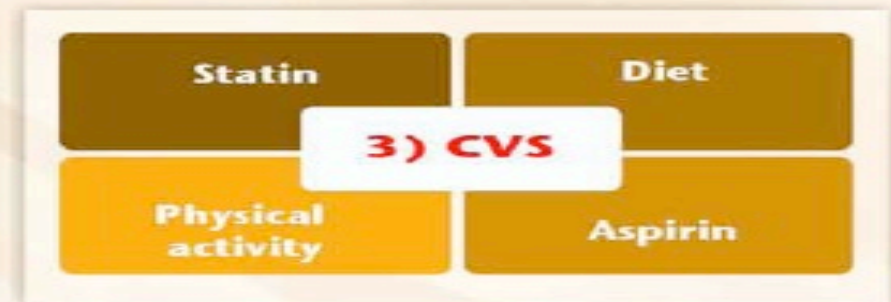 Statin
Diet
3) CVS
Physical
activity
Aspirin